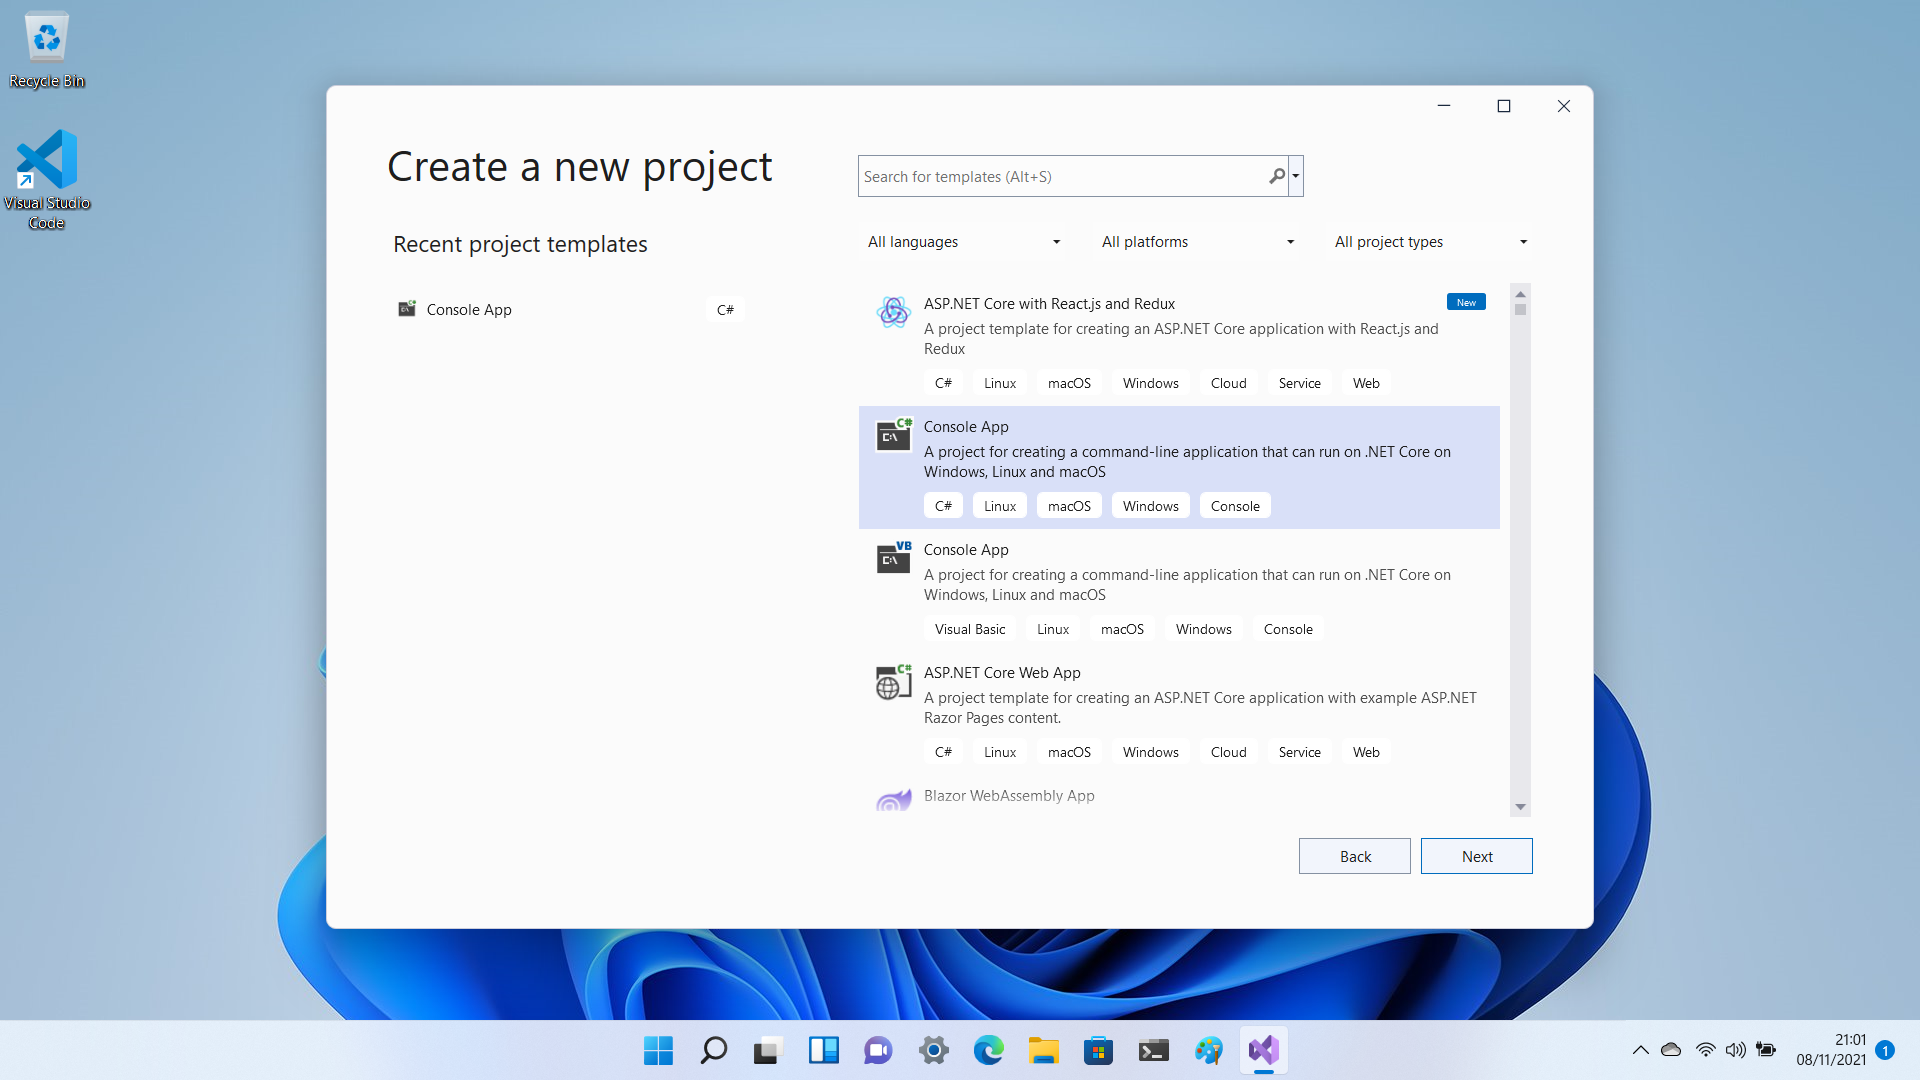 Recycle Bin
Visual Studio
Code
Create a new project
Search for templates (Alt+S)
Recent project templates
Console App
C#
All languages
All platforms
All project types
ASP.NET Core with React.js and Redux
New
A project template for creating an ASP.NET Core application with React.js and
Redux
C# Linux macOS Windows Cloud Service Web
C#
C:\
Console App
A project for creating a command-line application that can run on .NET Core on
Windows, Linux and macOS
C# Linux macOS Windows Console
VB
C:\
Console App
A project for creating a command-line application that can run on .NET Core on
Windows, Linux and macOS
Visual Basic Linux macOS Windows Console
C#
ASP.NET Core Web App
A project template for creating an ASP.NET Core application with example ASP.NET
Razor Pages content.
C# Linux macOS Windows Cloud Service Web
Blazor WebAssembly App
Back
Next
21:01
08/11/2021
1